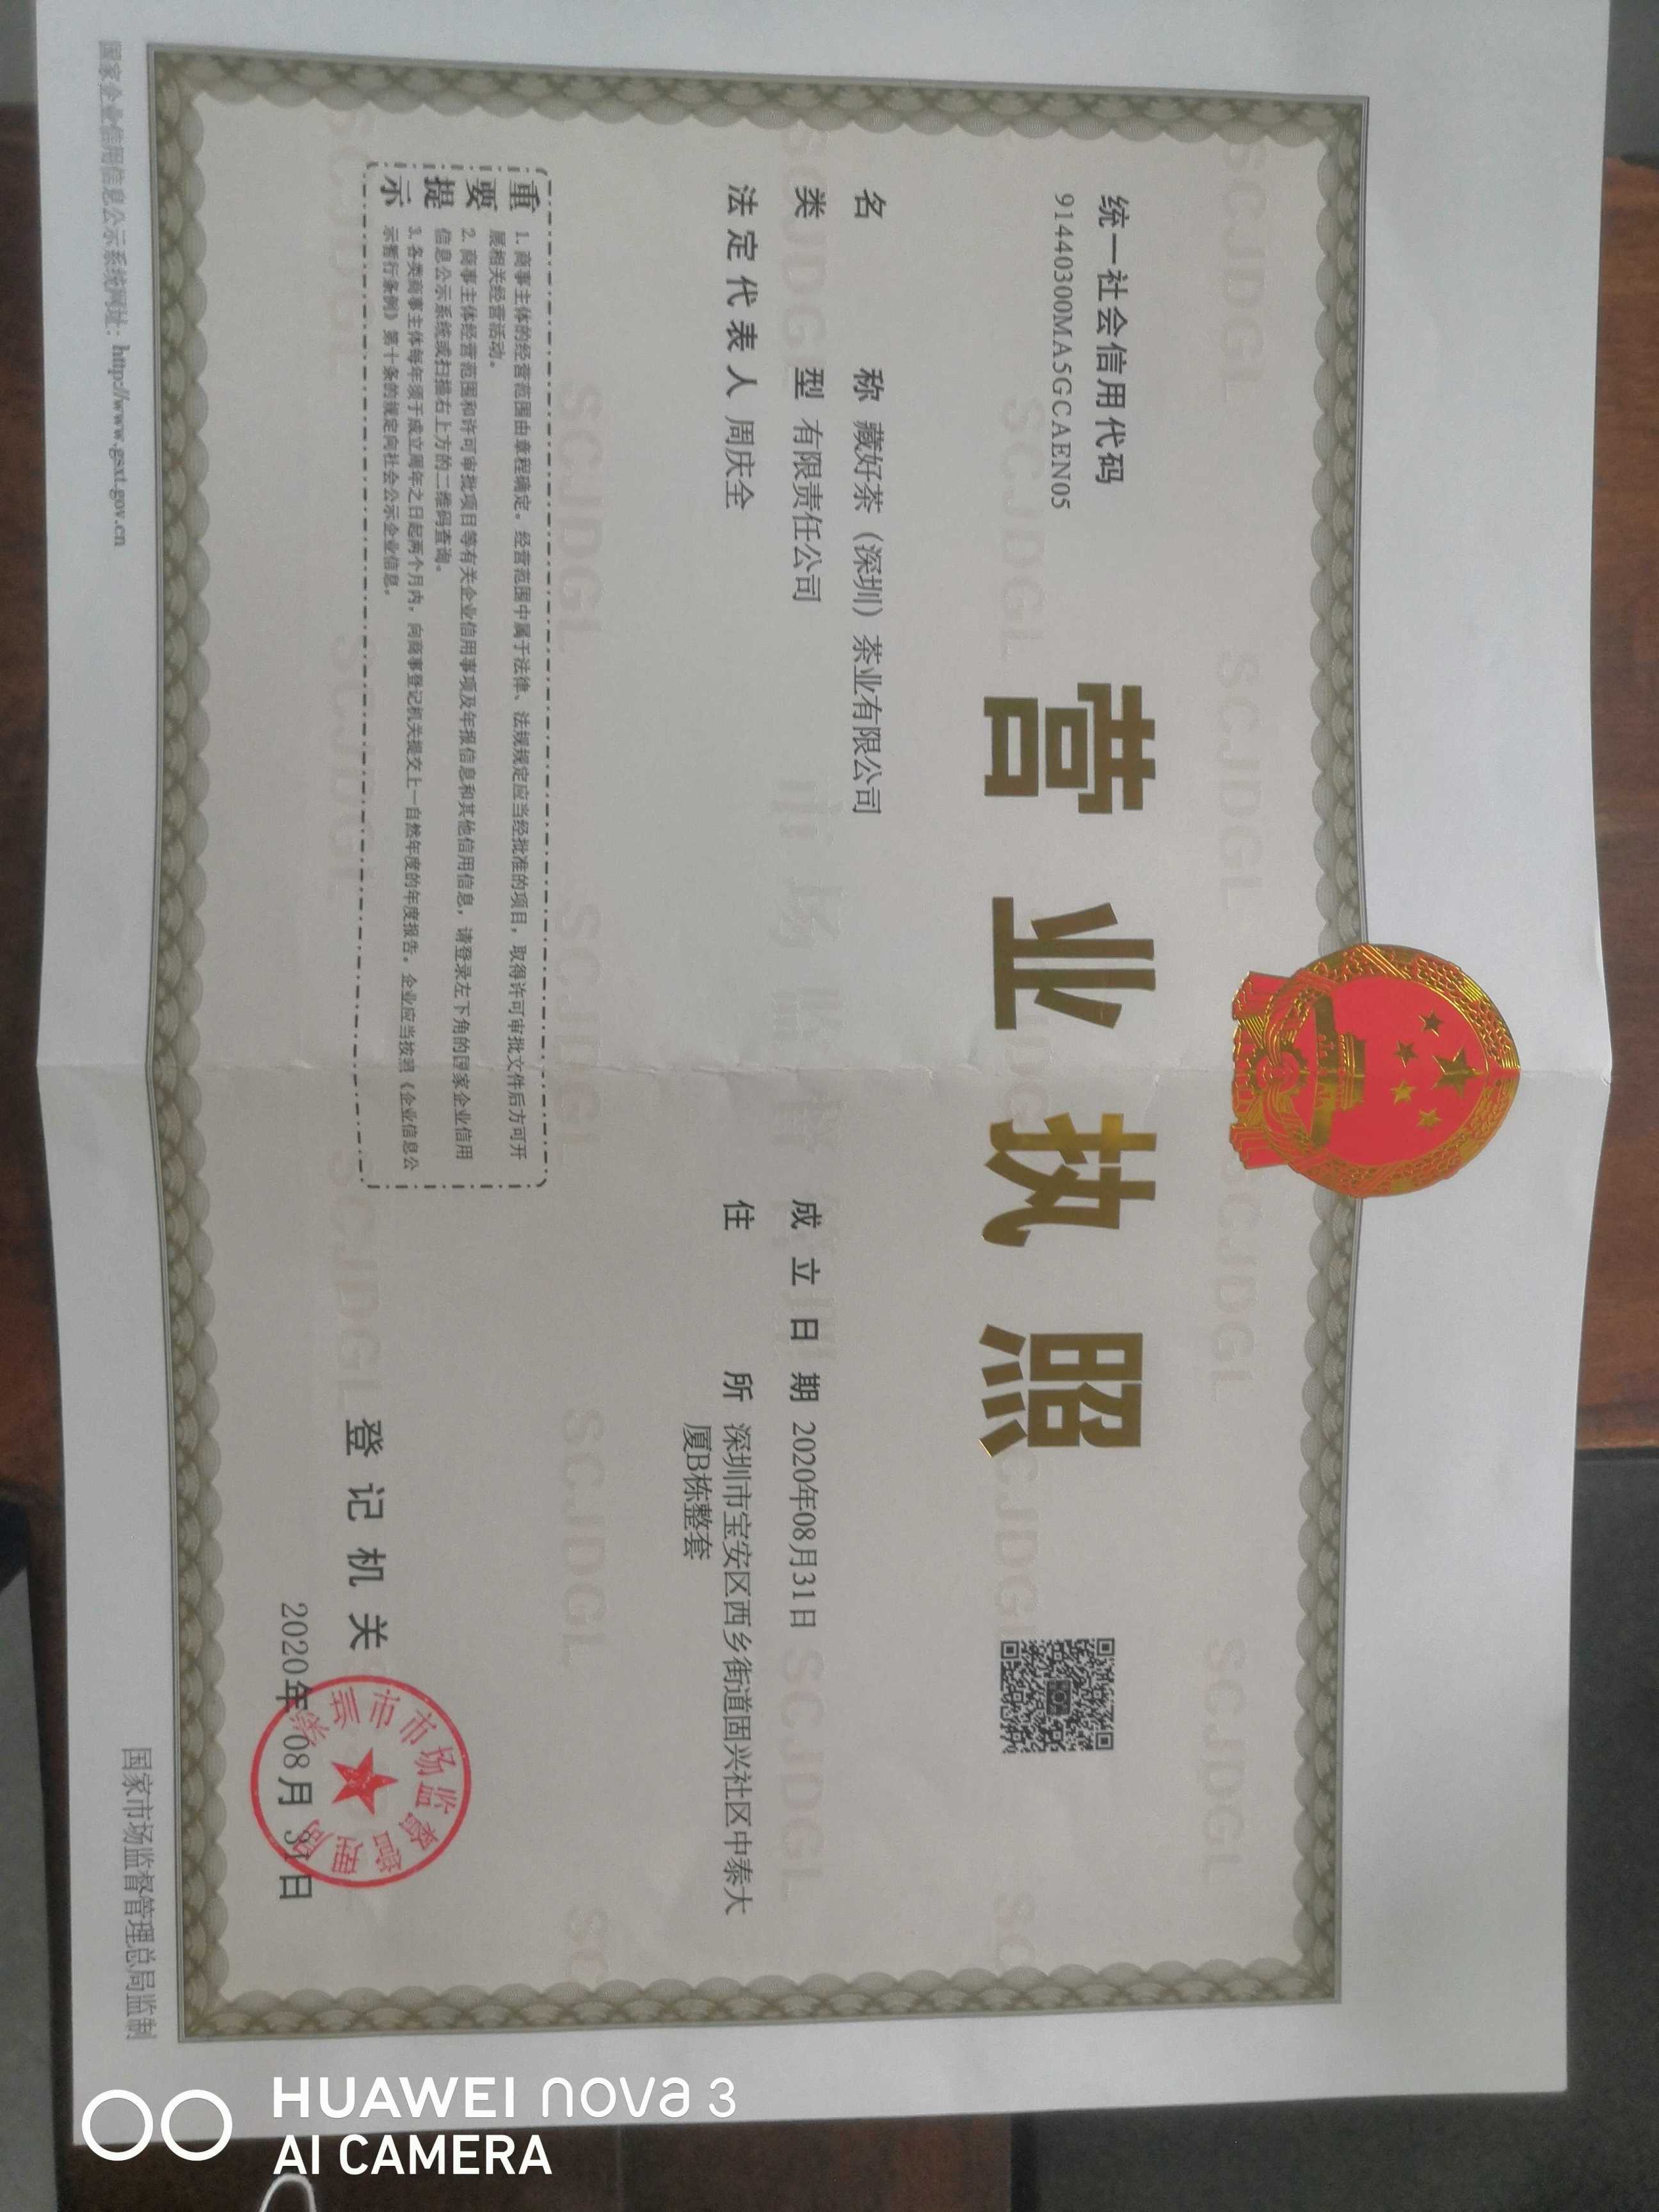 营业执照
统一社会信用代码
91440300MA5GCAEN05
名称 藏好茶（深圳）茶业有限公司
类型 有限责任公司
法定代表人 周庆全
成立日期 2020年08月31日
住所 深圳市宝安区西乡街道固兴社区中泰大
厦B栋整套
重要提示
1. 商事主体的经营范围由章程确定。经营范围中属于法律、法规规定应当经批准的项目，取得许可审批文件后方可开
展相关经营活动。
2. 商事主体经营范围和许可审批项目等有关企业信用事项及年报信息和其他信用信息，请登录左下角的国家企业信用
信息公示系统或扫描右上方的二维码查询。
3. 各类商事主体每年须于成立周年之日起两个月内，向商事登记机关提交上一自然年度的年度报告。企业应当按照《企业信息公
示暂行条例》第十条的规定向社会公示企业信息。
登记机关
深圳市市场监督管理局
2020年08月31日
国家企业信用信息公示系统网址：http://www.gsxt.gov.cn
国家市场监督管理总局监制
SCJDGL
HUAWEI nova 3
AI CAMERA